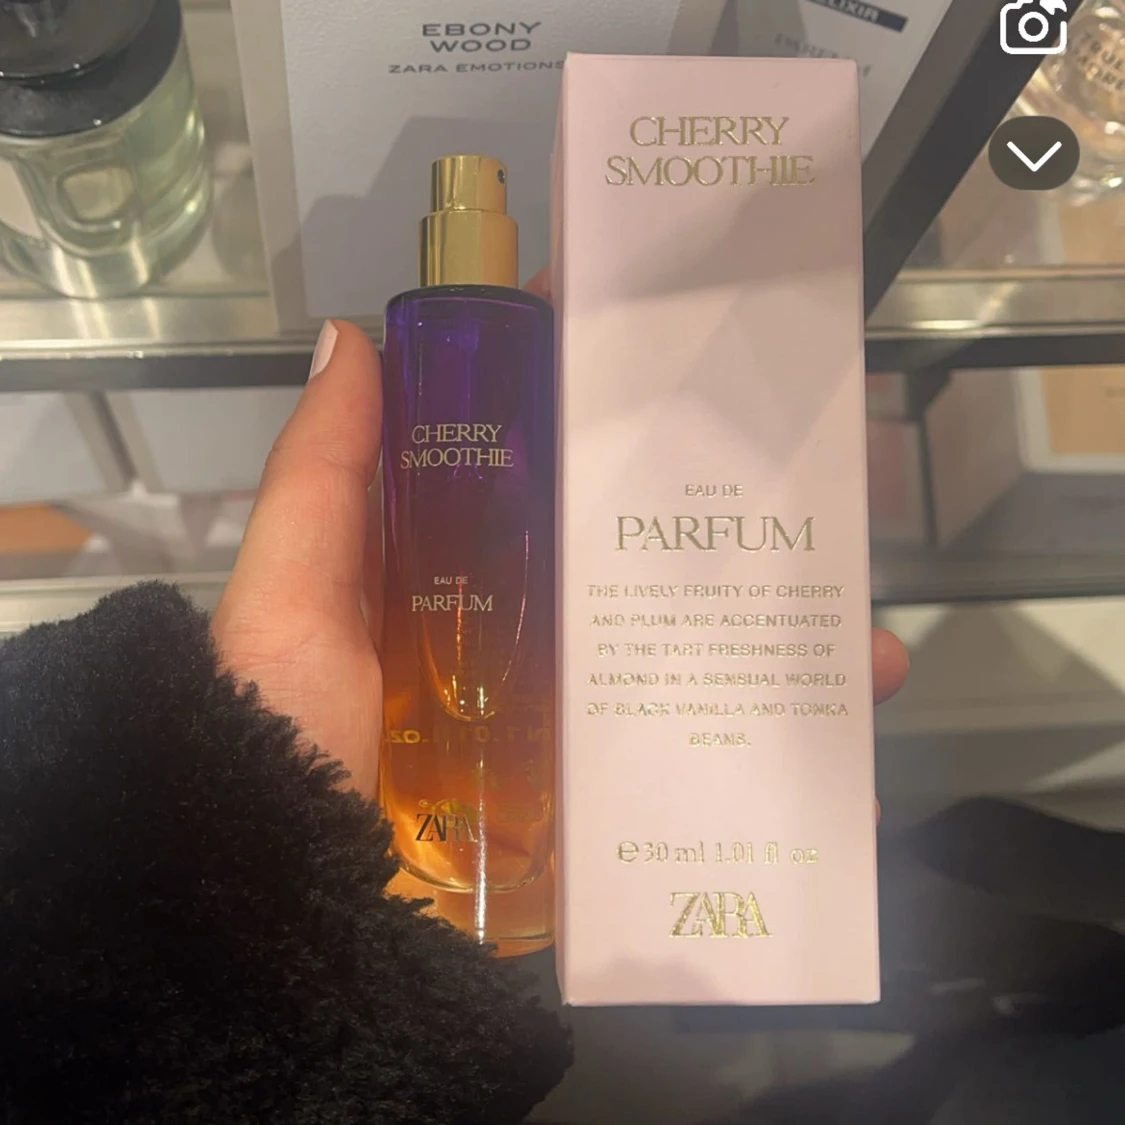 EBONY
WOOD
ZARA EMOTIONS
ELIXIR
CHERRY
SMOOTHIE
EAU DE
PARFUM
THE LIVELY FRUITY OF CHERRY
AND PLUM ARE ACCENTUATED
BY THE TART FRESHNESS OF
ALMOND IN A SENSUAL WORLD
OF BLACK VANILLA AND TONKA
BEANS.
℮ 30 ml 1.01 fl oz
ZARA
CHERRY
SMOOTHIE
EAU DE
PARFUM
ZARA